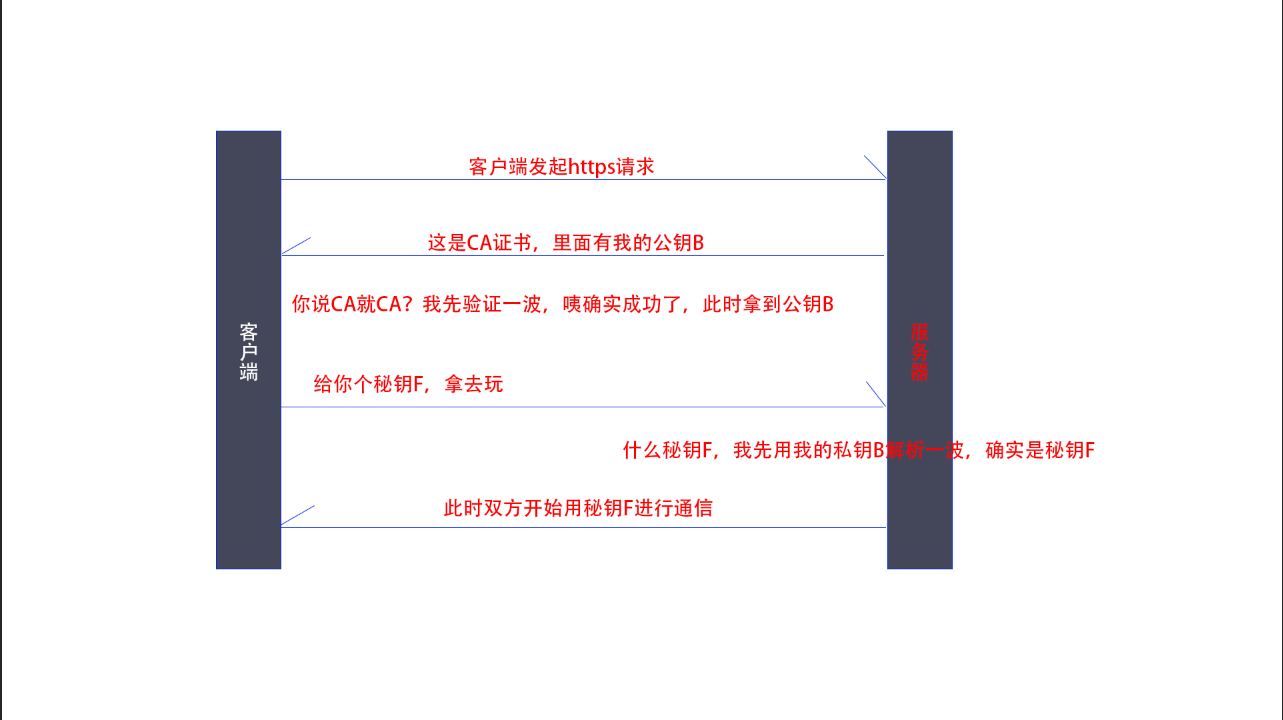 客户端发起https请求
这是CA证书，里面有我的公钥B
你说CA就CA？我先验证一波，咦确实成功了，此时拿到公钥B
客户端
服务器
给你个秘钥F，拿去玩
什么秘钥F，我先用我的私钥B解析一波，确实是秘钥F
此时双方开始用秘钥F进行通信